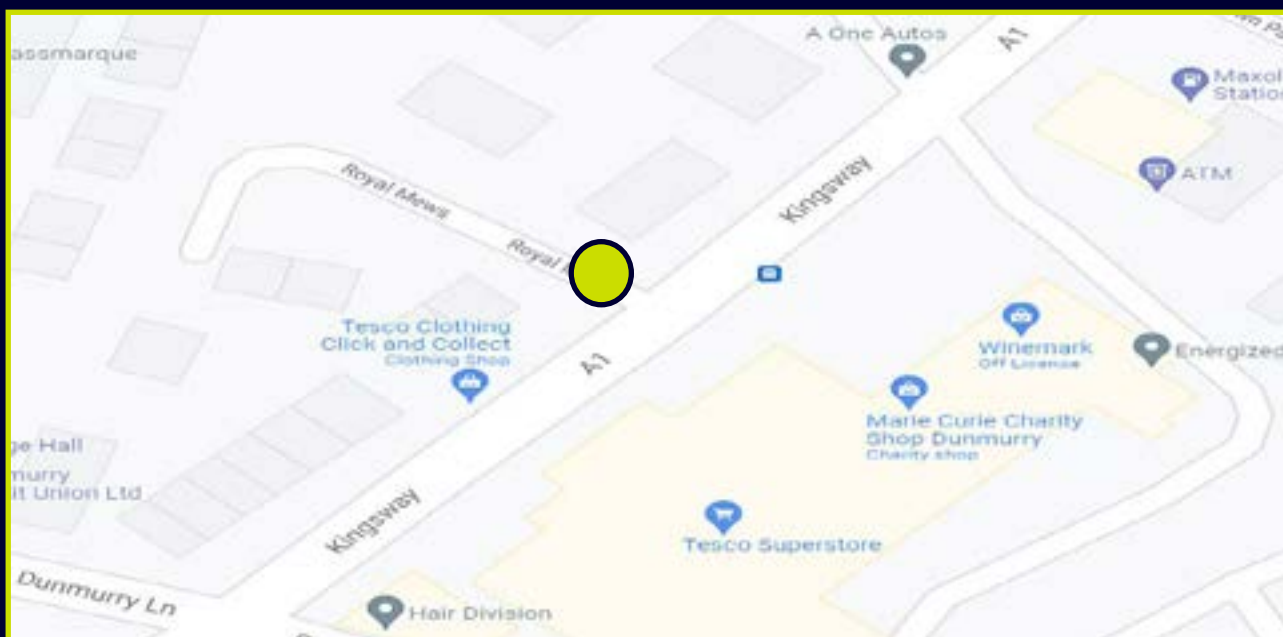 assmarque
A One Autos
A1
Maxol
Station
ATM
Royal Mews
Kingsway
Royal
Tesco Clothing
Click and Collect
Clothing Shop
A1
Winemark
Off License
Energized
Marie Curie Charity
Shop Dunmurry
Charity shop
ge Hall
murry
it Union Ltd
Kingsway
Tesco Superstore
Dunmurry Ln
Hair Division